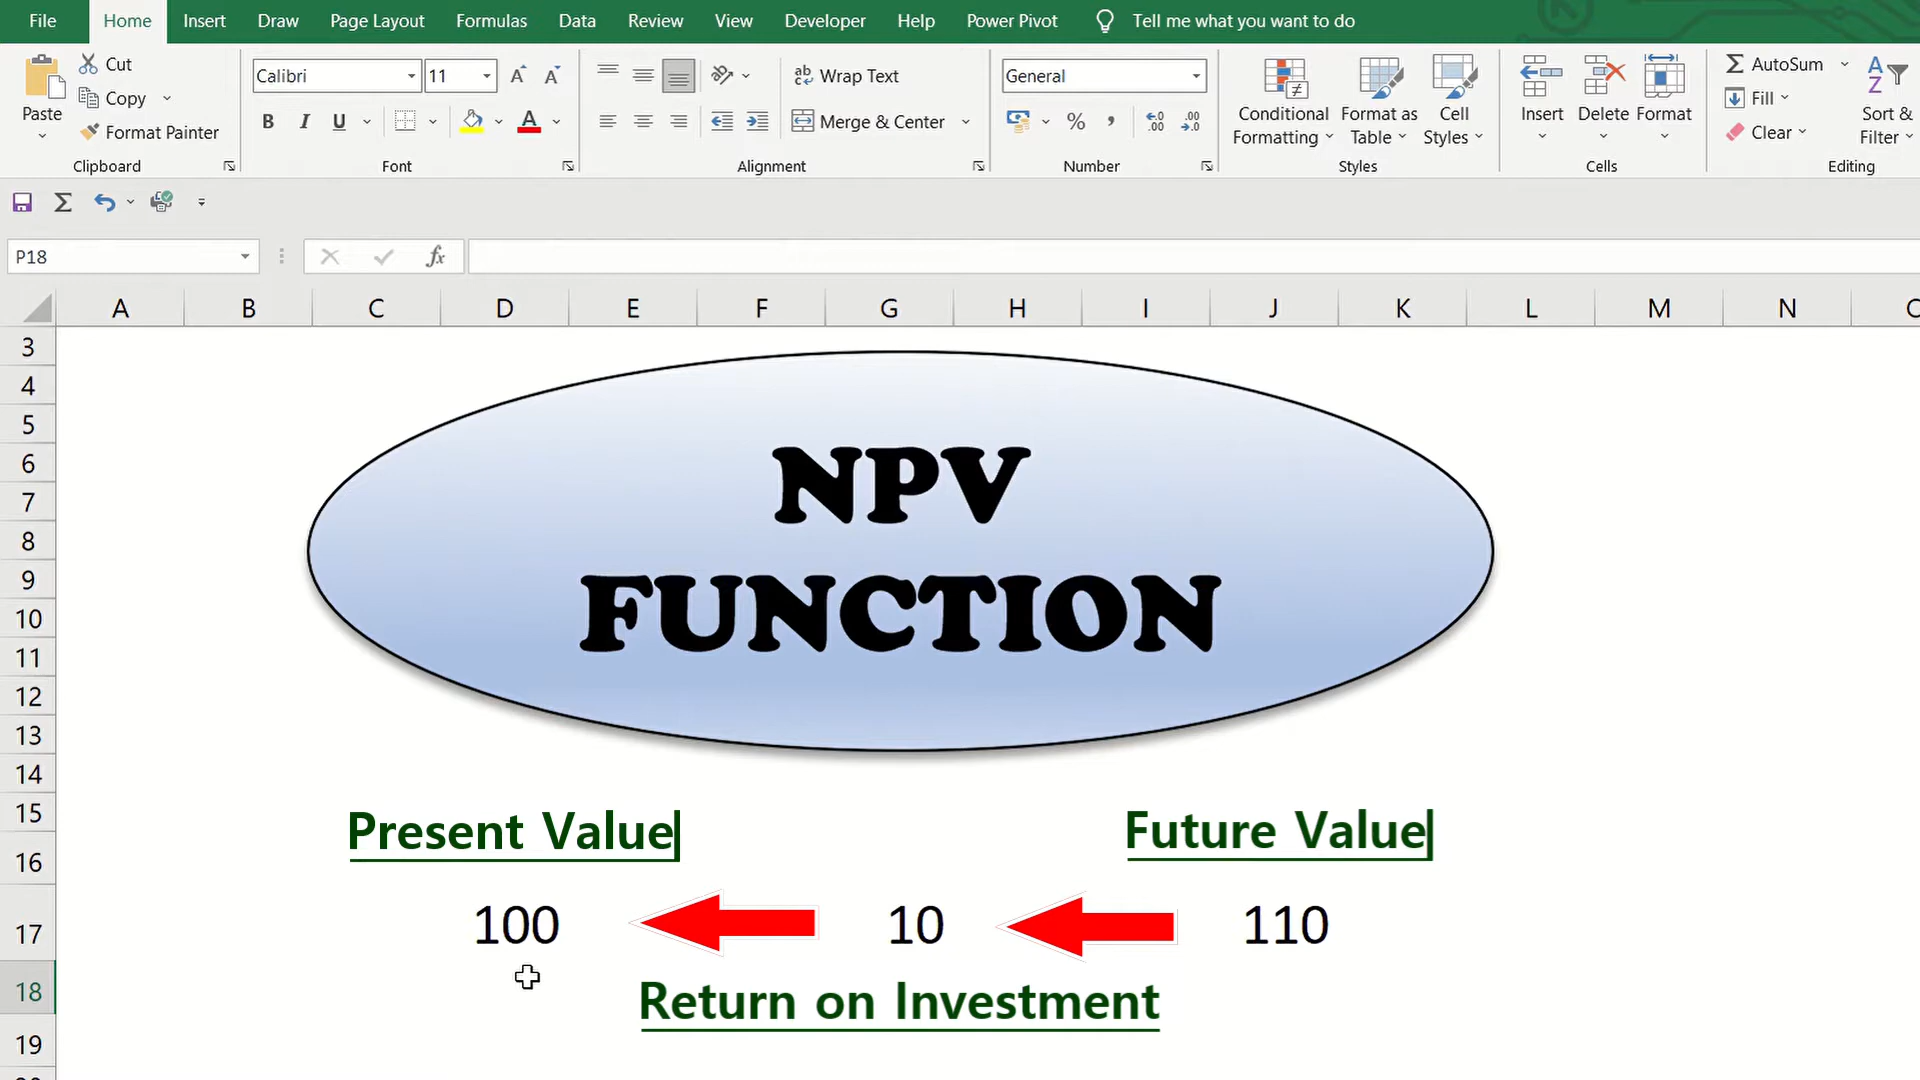 File Home Insert Draw Page Layout Formulas Data Review View Developer Help Power Pivot Tell me what you want to do
Paste
Cut
Copy
Format Painter
Clipboard
Calibri 11
B I U
Font
Wrap Text
Merge & Center
Alignment
General
% ,
Number
Conditional Formatting
Format as Table
Cell Styles
Styles
Insert Delete Format
Cells
AutoSum
Fill
Clear
Sort & Filter
Editing
P18 fx
A B C D E F G H I J K L M N
3
4
5
6
7
8
9
10
11
12
13
14
15
16
17
18
19
NPV
FUNCTION
Present Value Future Value
100 10 110
Return on Investment